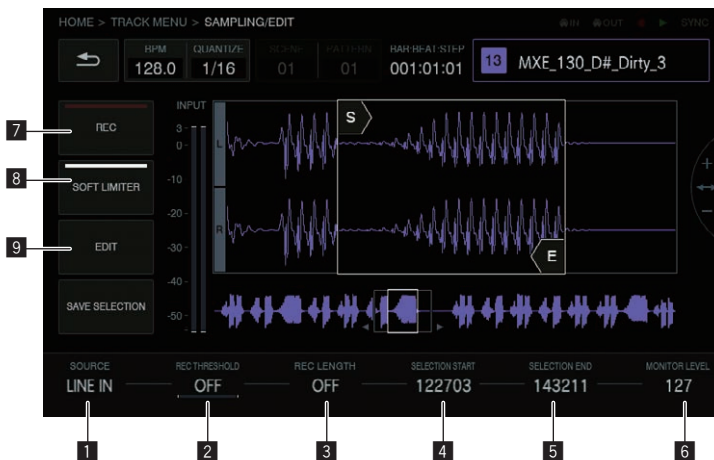 HOME > TRACK MENU > SAMPLING/EDIT IN OUT SYNC
BPM QUANTIZE SCENE PATTERN BAR:BEAT:STEP
128.0 1/16 01 01 001:01:01 13 MXE_130_D#_Dirty_3
INPUT
7 REC
3
0
L
S
8 SOFT LIMITER
-10
-20
R
9 EDIT
-30
E
+
-
-40
SAVE SELECTION
-50
SOURCE REC THRESHOLD REC LENGTH SELECTION START SELECTION END MONITOR LEVEL
LINE IN OFF OFF 122703 143211 127
1 2 3 4 5 6